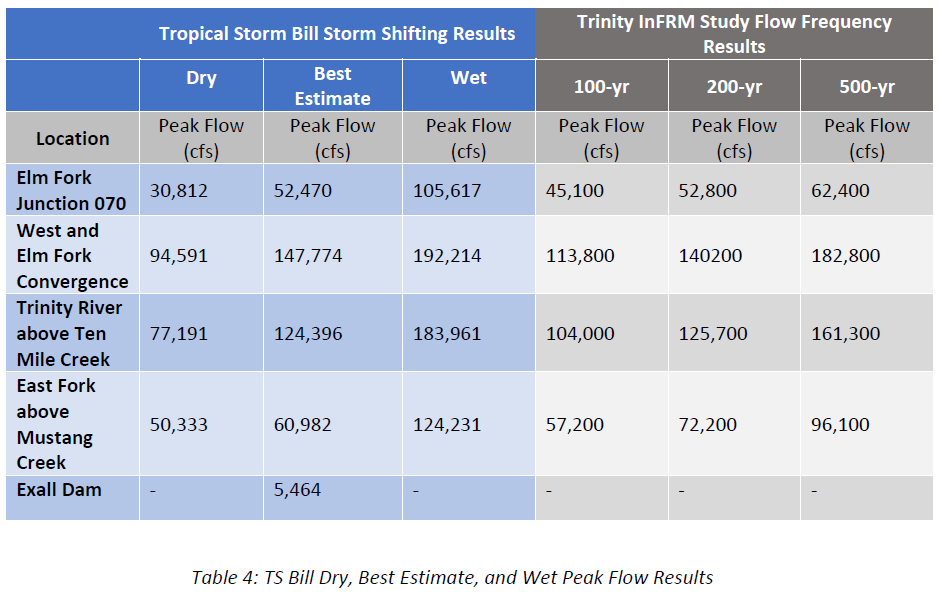 Tropical Storm Bill Storm Shifting Results
Trinity InFRM Study Flow Frequency
Results
Dry
Best
Estimate
Wet
100-yr
200-yr
500-yr
Location
Peak Flow
(cfs)
Peak Flow
(cfs)
Peak Flow
(cfs)
Peak Flow
(cfs)
Peak Flow
(cfs)
Peak Flow
(cfs)
Elm Fork
Junction 070
30,812
52,470
105,617
45,100
52,800
62,400
West and
Elm Fork
Convergence
94,591
147,774
192,214
113,800
140200
182,800
Trinity River
above Ten
Mile Creek
77,191
124,396
183,961
104,000
125,700
161,300
East Fork
above
Mustang
Creek
50,333
60,982
124,231
57,200
72,200
96,100
Exall Dam
-
5,464
-
-
-
-
Table 4: TS Bill Dry, Best Estimate, and Wet Peak Flow Results